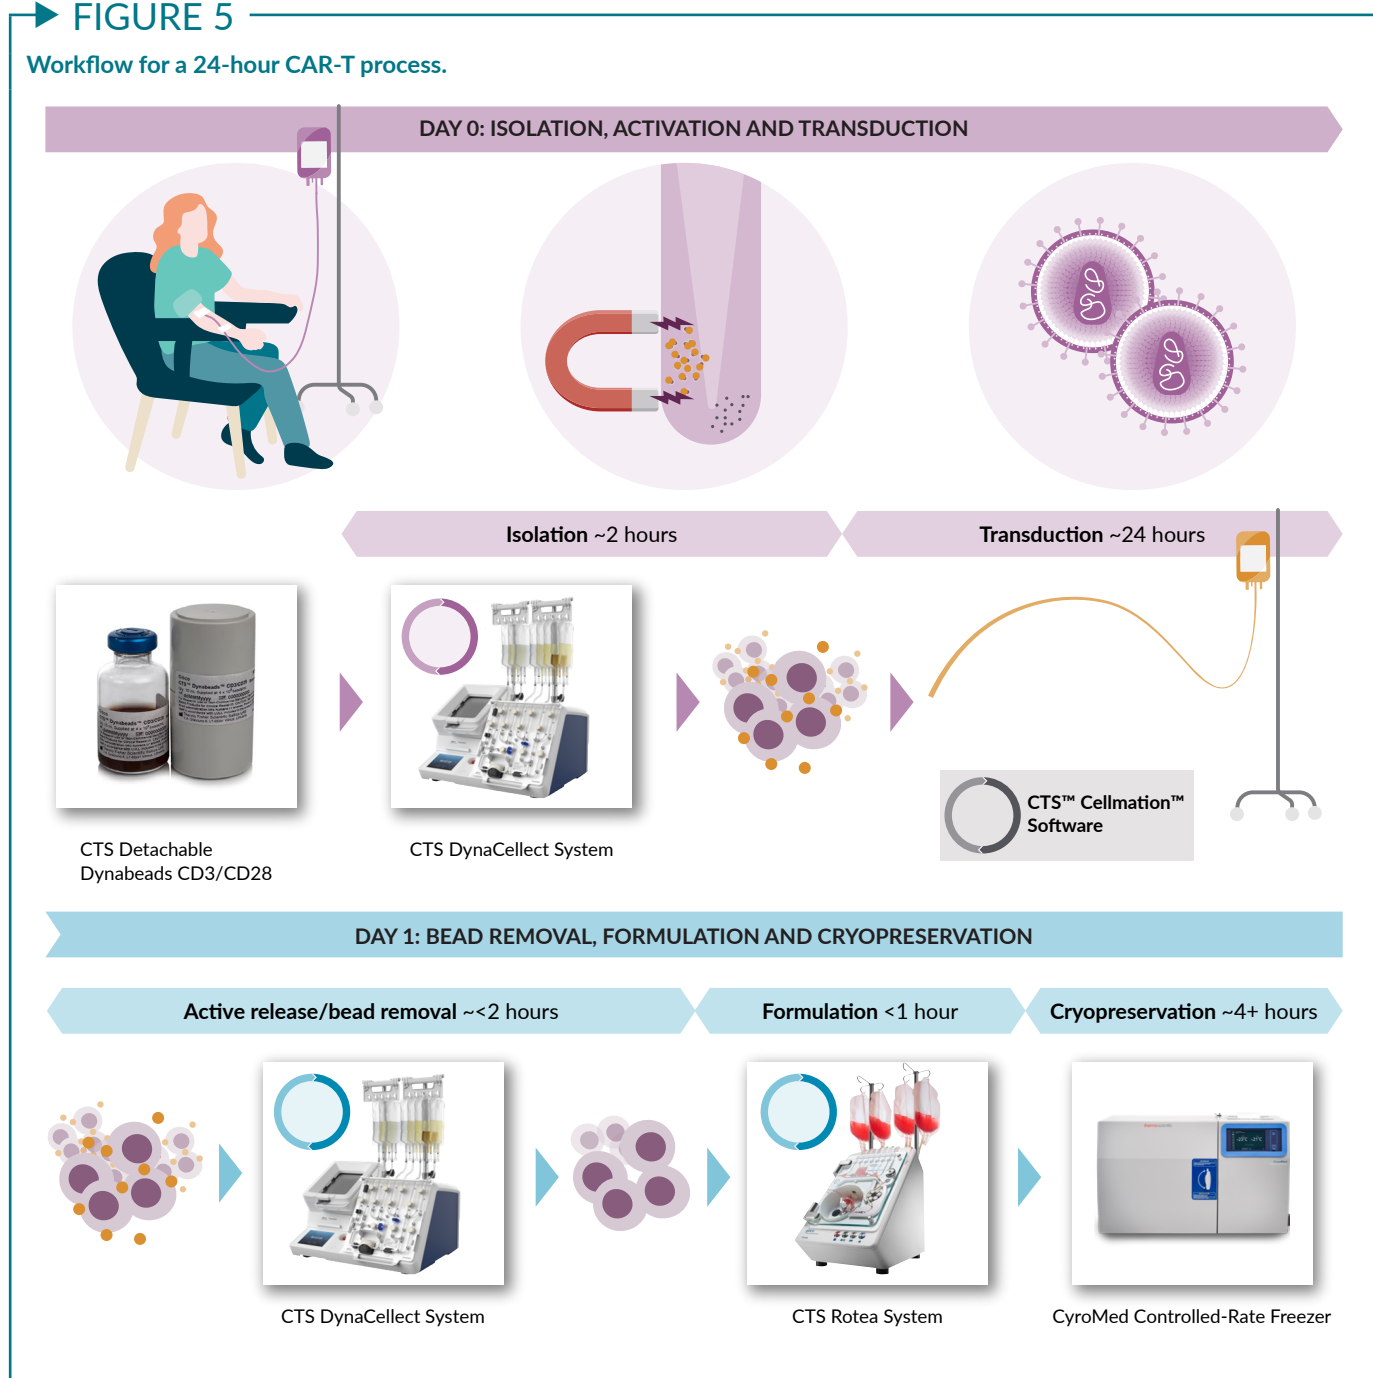 FIGURE 5
Workflow for a 24-hour CAR-T process.
DAY 0: ISOLATION, ACTIVATION AND TRANSDUCTION
Isolation ~2 hours
Transduction ~24 hours
CTS Detachable
Dynabeads CD3/CD28
CTS DynaCellect System
CTS™ Cellmation™
Software
DAY 1: BEAD REMOVAL, FORMULATION AND CRYOPRESERVATION
Active release/bead removal ~<2 hours
Formulation <1 hour
Cryopreservation ~4+ hours
CTS DynaCellect System
CTS Rotea System
CyroMed Controlled-Rate Freezer